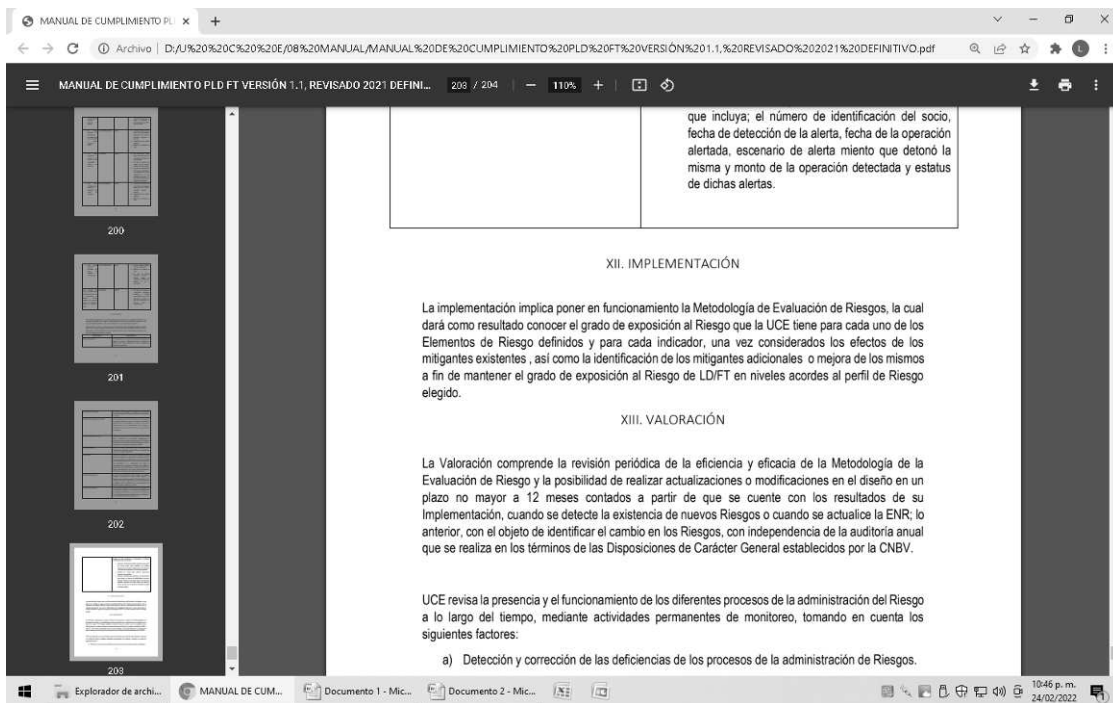 MANUAL DE CUMPLIMIENTO PL
Archivo | D:/U%20%20C%20%20E/08%20MANUAL/MANUAL%20DE%20CUMPLIMIENTO%20PLD%20FT%20VERSIÓN%201.1,%20REVISADO%202021%20DEFINITIVO.pdf
L
MANUAL DE CUMPLIMIENTO PLD FT VERSIÓN 1.1, REVISADO 2021 DEFINI... 203 / 204 | − 110% + |
200
201
202
203
que incluya; el número de identificación del socio,
fecha de detección de la alerta, fecha de la operación
alertada, escenario de alerta miento que detonó la
misma y monto de la operación detectada y estatus
de dichas alertas.
XII. IMPLEMENTACIÓN
La implementación implica poner en funcionamiento la Metodología de Evaluación de Riesgos, la cual
dará como resultado conocer el grado de exposición al Riesgo que la UCE tiene para cada uno de los
Elementos de Riesgo definidos y para cada indicador, una vez considerados los efectos de los
mitigantes existentes , así como la identificación de los mitigantes adicionales o mejora de los mismos
a fin de mantener el grado de exposición al Riesgo de LD/FT en niveles acordes al perfil de Riesgo
elegido.
XIII. VALORACIÓN
La Valoración comprende la revisión periódica de la eficiencia y eficacia de la Metodología de la
Evaluación de Riesgo y la posibilidad de realizar actualizaciones o modificaciones en el diseño en un
plazo no mayor a 12 meses contados a partir de que se cuente con los resultados de su
Implementación, cuando se detecte la existencia de nuevos Riesgos o cuando se actualice la ENR; lo
anterior, con el objeto de identificar el cambio en los Riesgos, con independencia de la auditoría anual
que se realiza en los términos de las Disposiciones de Carácter General establecidos por la CNBV.
UCE revisa la presencia y el funcionamiento de los diferentes procesos de la administración del Riesgo
a lo largo del tiempo, mediante actividades permanentes de monitoreo, tomando en cuenta los
siguientes factores:
a) Detección y corrección de las deficiencias de los procesos de la administración de Riesgos.
Explorador de archi... MANUAL DE CUM... Documento 1 - Mic... Documento 2 - Mic...
10:46 p. m.
24/02/2022